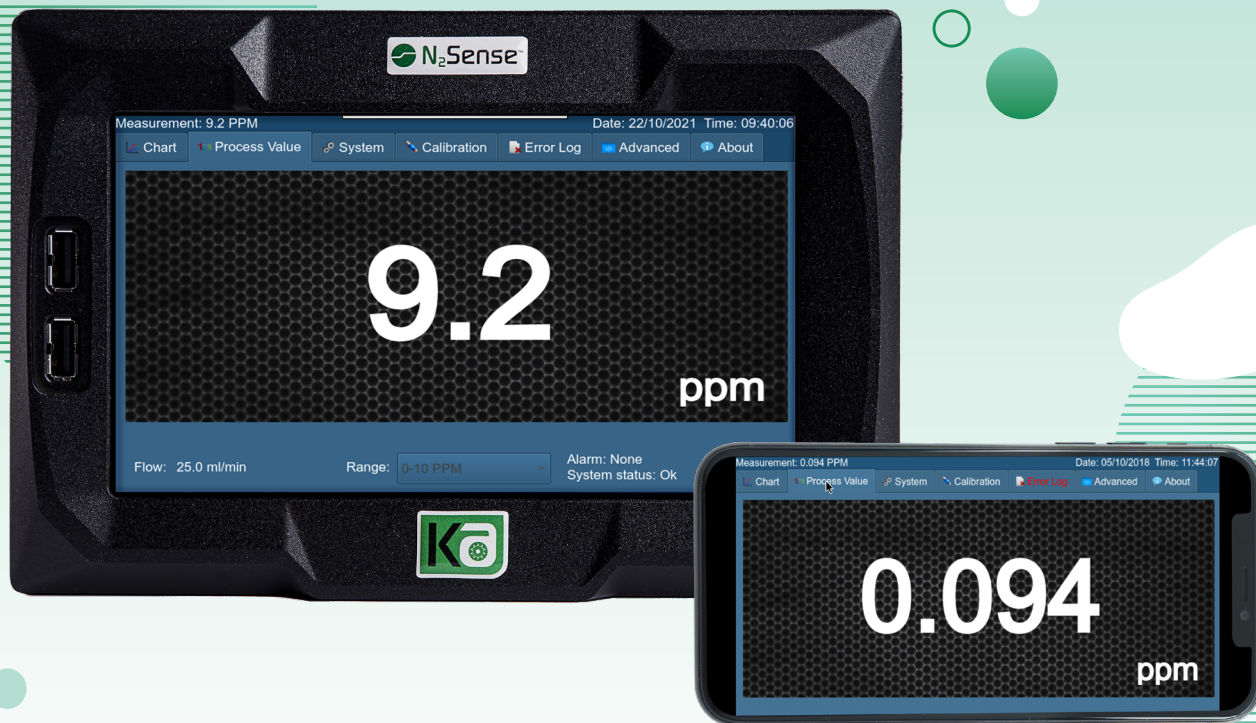 N₂Sense™
Measurement: 9.2 PPM Date: 22/10/2021 Time: 09:40:06
Chart Process Value System Calibration Error Log Advanced About
9.2
ppm
Flow: 25.0 ml/min Range: 0-10 PPM Alarm: None
System status: Ok
Ka
Measurement: 0.094 PPM Date: 05/10/2018 Time: 11:44:07
Chart Process Value System Calibration Error Log Advanced About
0.094
ppm